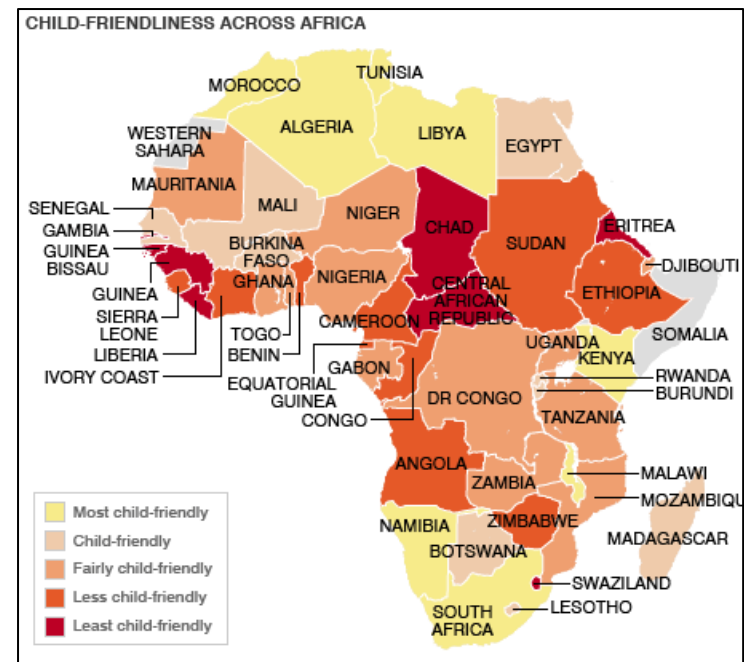 CHILD-FRIENDLINESS ACROSS AFRICA
MOROCCO
TUNISIA
ALGERIA
LIBYA
EGYPT
WESTERN
SAHARA
MAURITANIA
MALI
NIGER
CHAD
SUDAN
ERITREA
DJIBOUTI
SENEGAL
GAMBIA
GUINEA
BISSAU
BURKINA
FASO
NIGERIA
GHANA
ETHIOPIA
CENTRAL
AFRICAN
REPUBLIC
SOMALIA
GUINEA
SIERRA
LEONE
LIBERIA
IVORY COAST
TOGO
BENIN
CAMEROON
EQUATORIAL
GUINEA
GABON
CONGO
UGANDA
KENYA
RWANDA
BURUNDI
DR CONGO
TANZANIA
ANGOLA
ZAMBIA
MALAWI
MOZAMBIQU
NAMIBIA
ZIMBABWE
BOTSWANA
MADAGASCAR
SWAZILAND
LESOTHO
SOUTH
AFRICA
Most child-friendly
Child-friendly
Fairly child-friendly
Less child-friendly
Least child-friendly